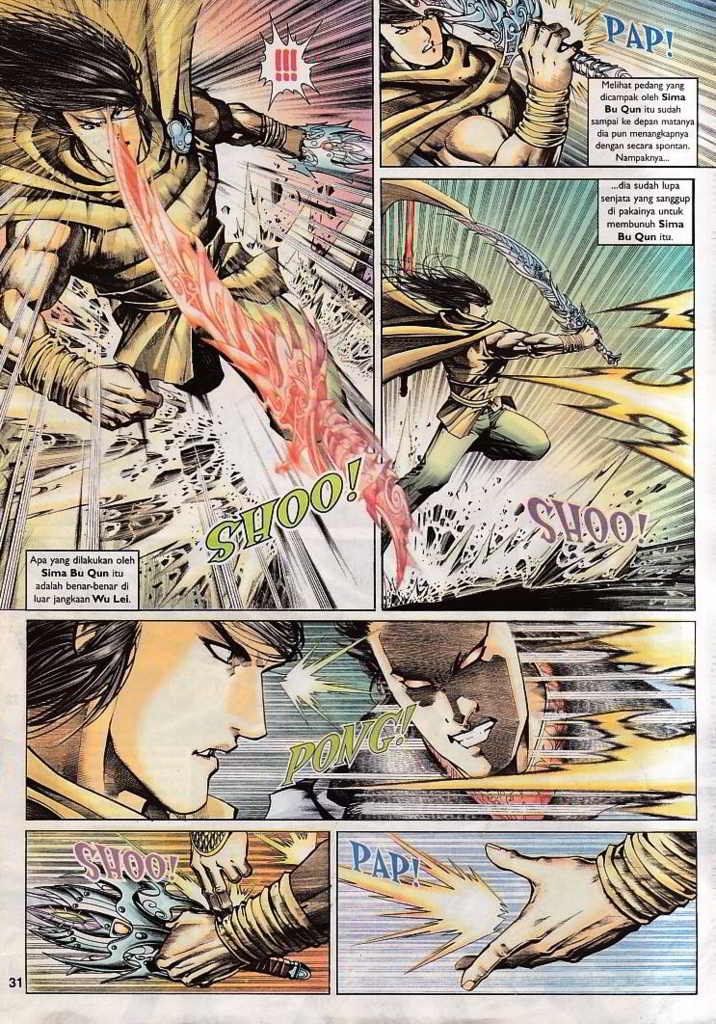 !!!
SHOO!
Apa yang dilakukan oleh
Sima Bu Qun itu
adalah benar-benar di
luar jangkaan Wu Lei.
PAP!
Melihat pedang yang
dicampak oleh Sima
Bu Qun itu sudah
sampai ke depan matanya
dia pun menangkapnya
dengan secara spontan.
Nampaknya...
...dia sudah lupa
senjata yang sanggup
di pakainya untuk
membunuh Sima
Bu Qun itu.
SHOO!
PONG!
SHOO!
PAP!
31